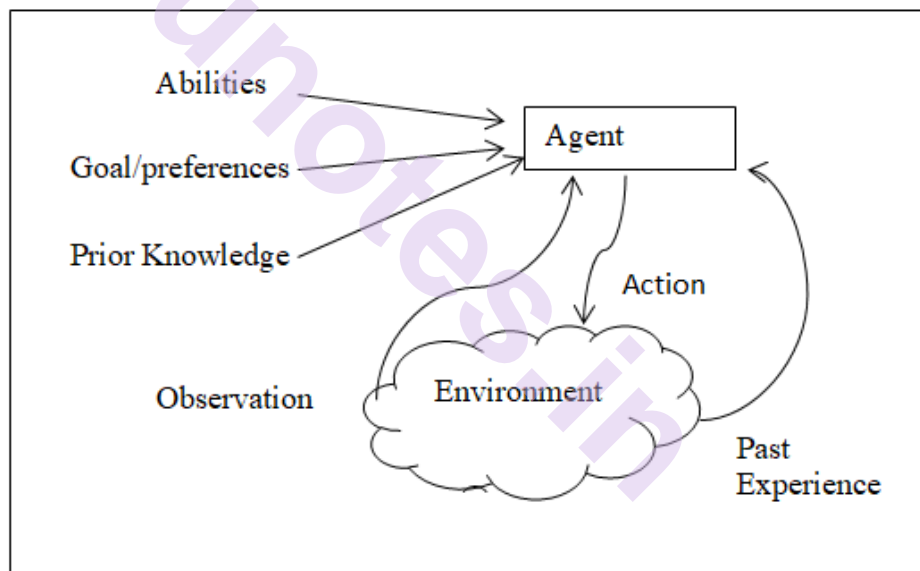 Abilities
Agent
Goal/preferences
Prior Knowledge
Action
Observation
Environment
Past
Experience
unotes.in